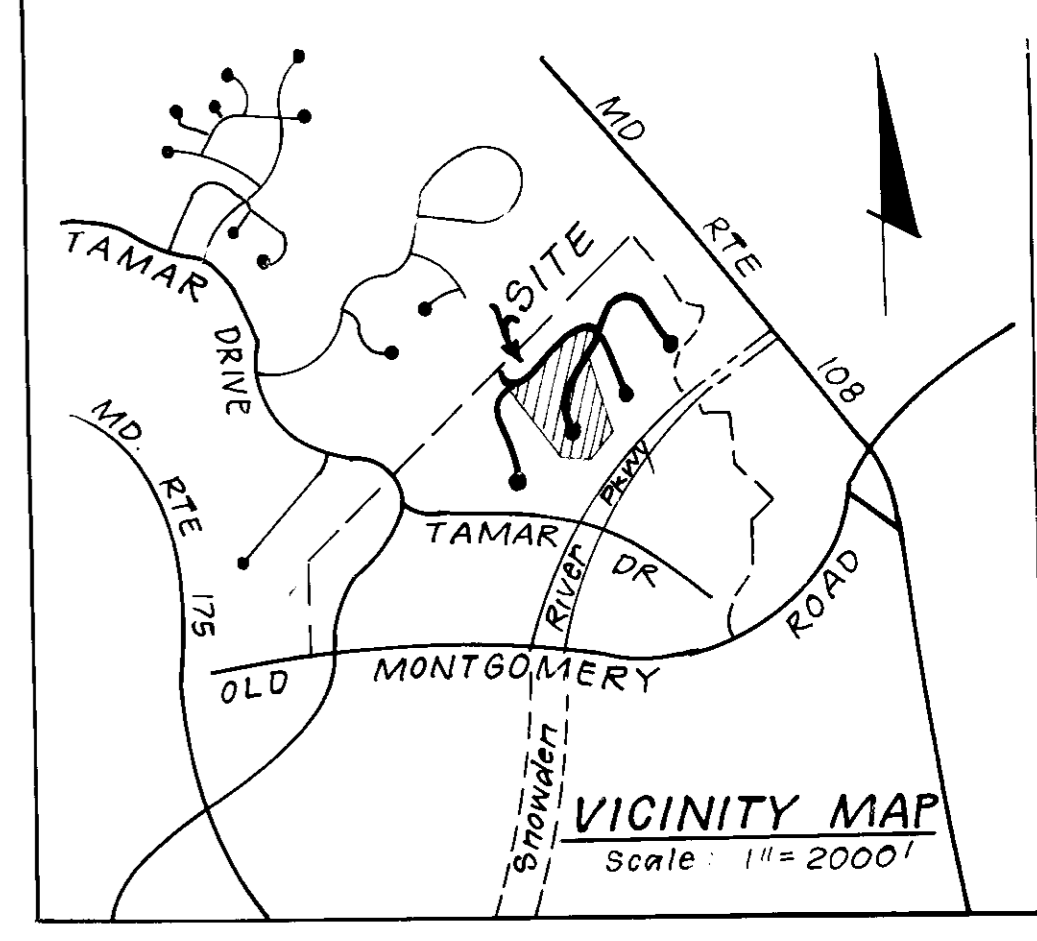 MD RTE 108
SITE
TAMAR DRIVE
MD. RTE 175
TAMAR DR
Snowden River PKWY
OLD MONTGOMERY ROAD
VICINITY MAP
Scale: 1"= 2000'